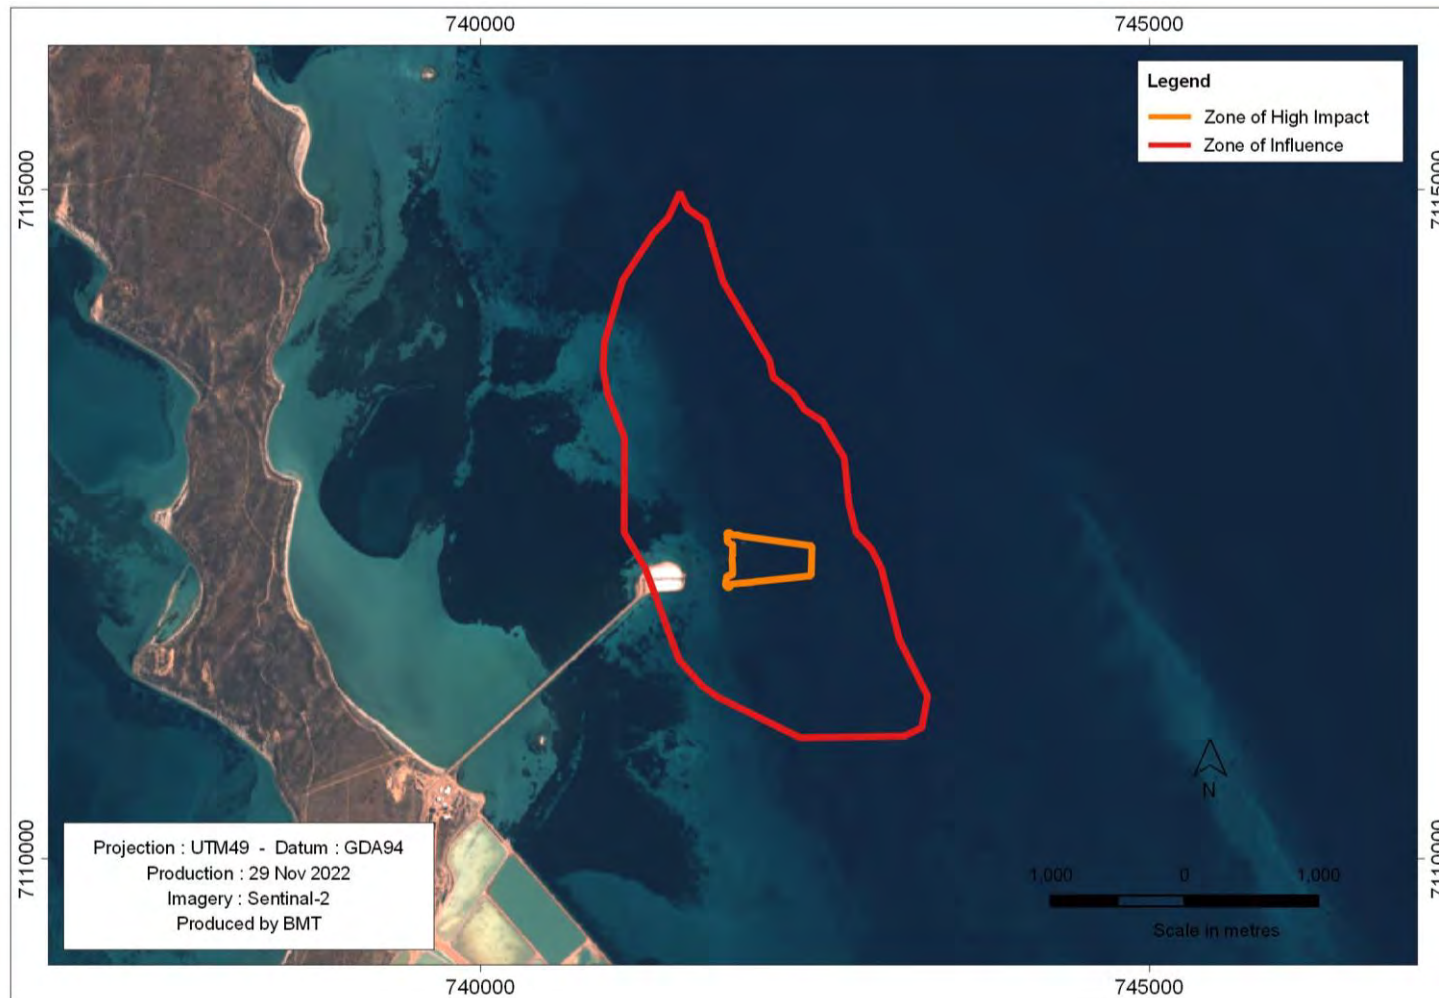 740000 745000
Legend
Zone of High Impact
Zone of Influence
7115000 7115000
N
7110000 7110000
1,000 0 1,000
Scale in metres
Projection : UTM49 - Datum : GDA94
Production : 29 Nov 2022
Imagery : Sentinal-2
Produced by BMT
740000 745000